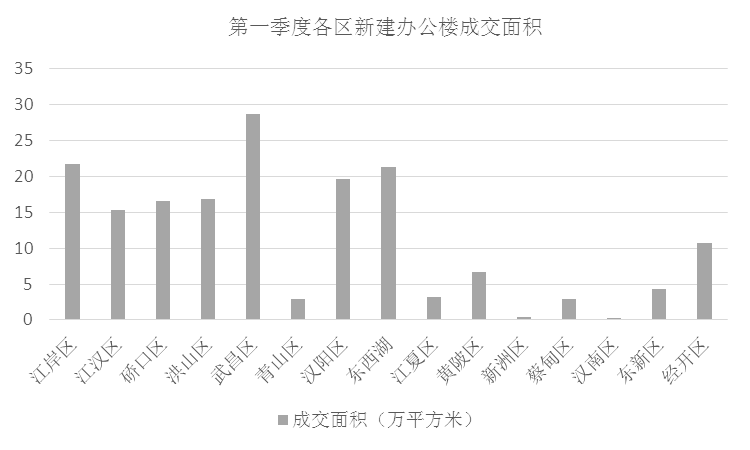 第一季度各区新建办公楼成交面积
35
30
25
20
15
10
5
0
江岸区
江汉区
硚口区
洪山区
武昌区
青山区
汉阳区
东西湖
江夏区
黄陂区
新洲区
蔡甸区
汉南区
东新区
经开区
成交面积（万平方米）